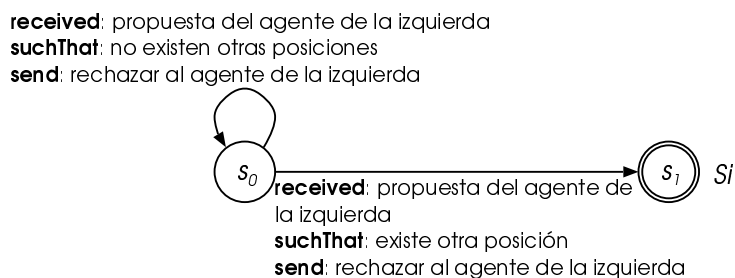 received: propuesta del agente de la izquierda
suchThat: no existen otras posiciones
send: rechazar al agente de la izquierda
s0
s1
Si
received: propuesta del agente de
la izquierda
suchThat: existe otra posición
send: rechazar al agente de la izquierda